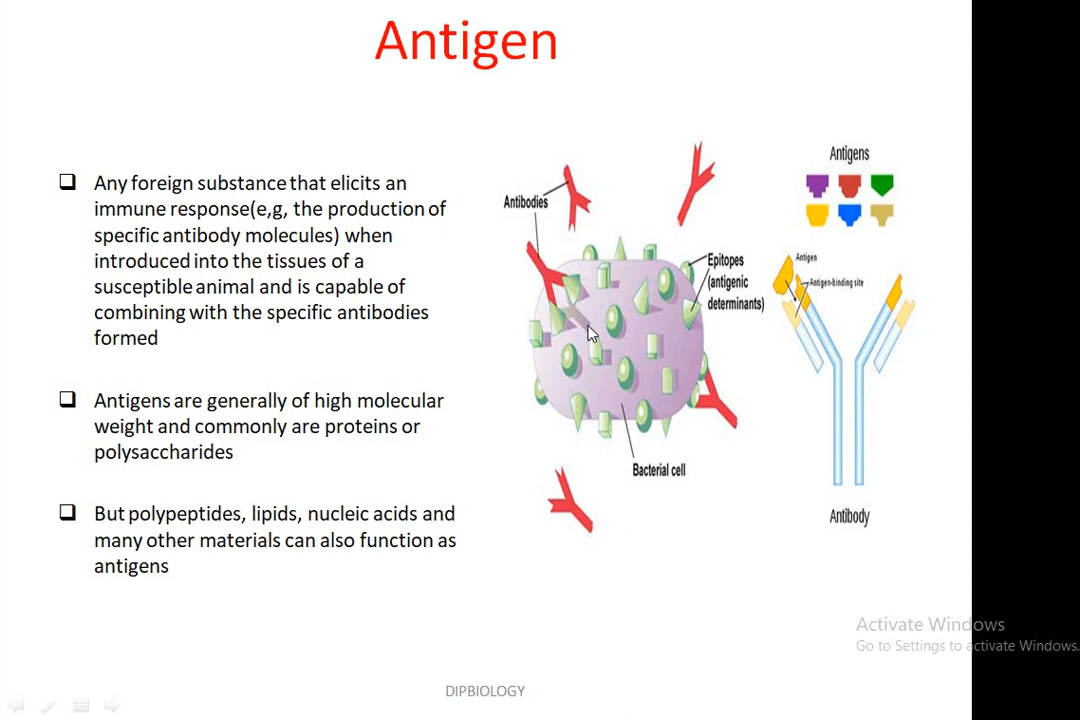 Antigen
Any foreign substance that elicits an
immune response(e,g, the production of
specific antibody molecules) when
introduced into the tissues of a
susceptible animal and is capable of
combining with the specific antibodies
formed
Antigens are generally of high molecular
weight and commonly are proteins or
polysaccharides
But polypeptides, lipids, nucleic acids and
many other materials can also function as
antigens
Antibodies
Epitopes
(antigenic
determinants)
Bacterial cell
Antigens
Antigen
Antigen-binding site
Antibody
Activate Windows
Go to Settings to activate Windows.
DIPBIOLOGY